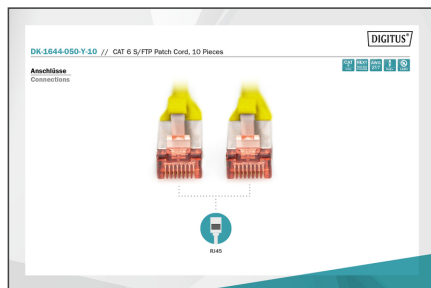 DIGITUS®
DK-1644-050-Y-10 // CAT 6 S/FTP Patch Cord, 10 Pieces
Anschlüsse
Connections
RJ45